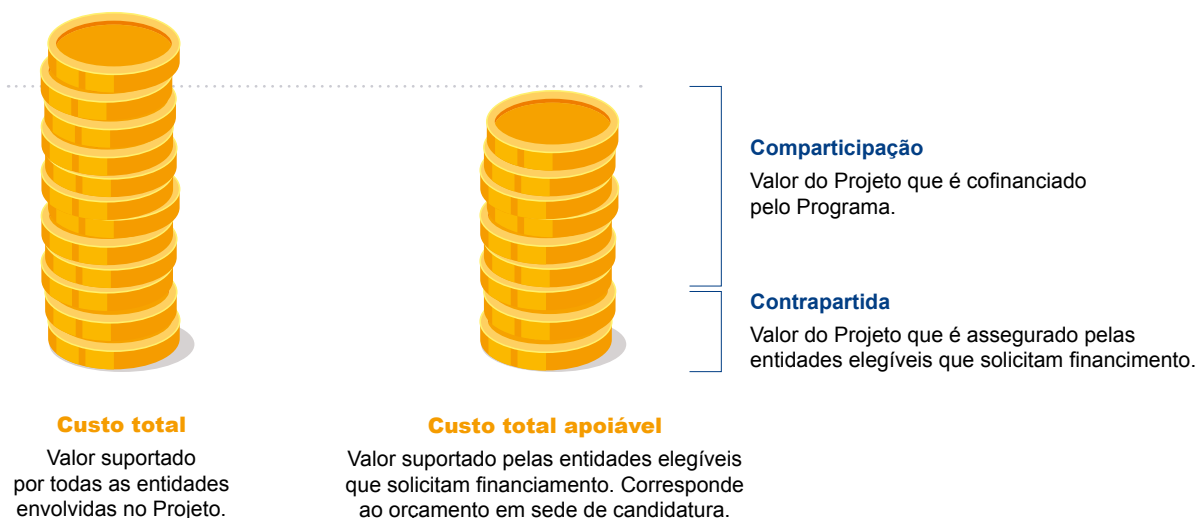 Comparticipação
Valor do Projeto que é cofinanciado
pelo Programa.
Contrapartida
Valor do Projeto que é assegurado pelas
entidades elegíveis que solicitam financimento.
Custo total
Valor suportado
por todas as entidades
envolvidas no Projeto.
Custo total apoiável
Valor suportado pelas entidades elegíveis
que solicitam financiamento. Corresponde
ao orçamento em sede de candidatura.